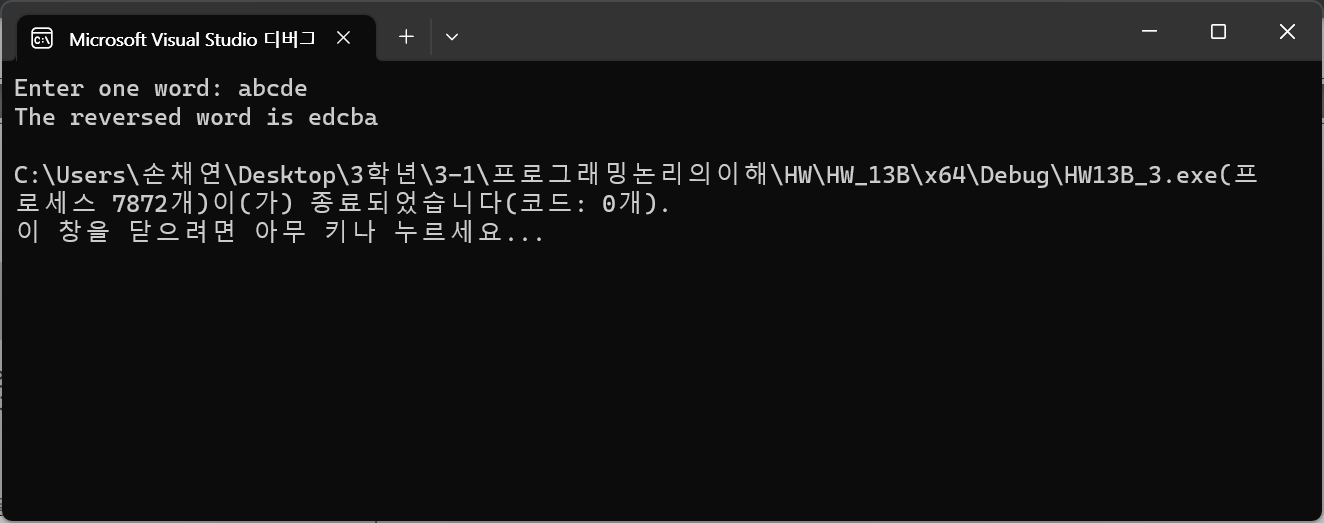 Microsoft Visual Studio 디버그
Enter one word: abcde
The reversed word is edcba
C:\Users\손채연\Desktop\3학년\3-1\프로그래밍논리의이해\HW\HW_13B\x64\Debug\HW13B_3.exe(프
로세스 7872개)이(가) 종료되었습니다(코드: 0개).
이 창을 닫으려면 아무 키나 누르세요...